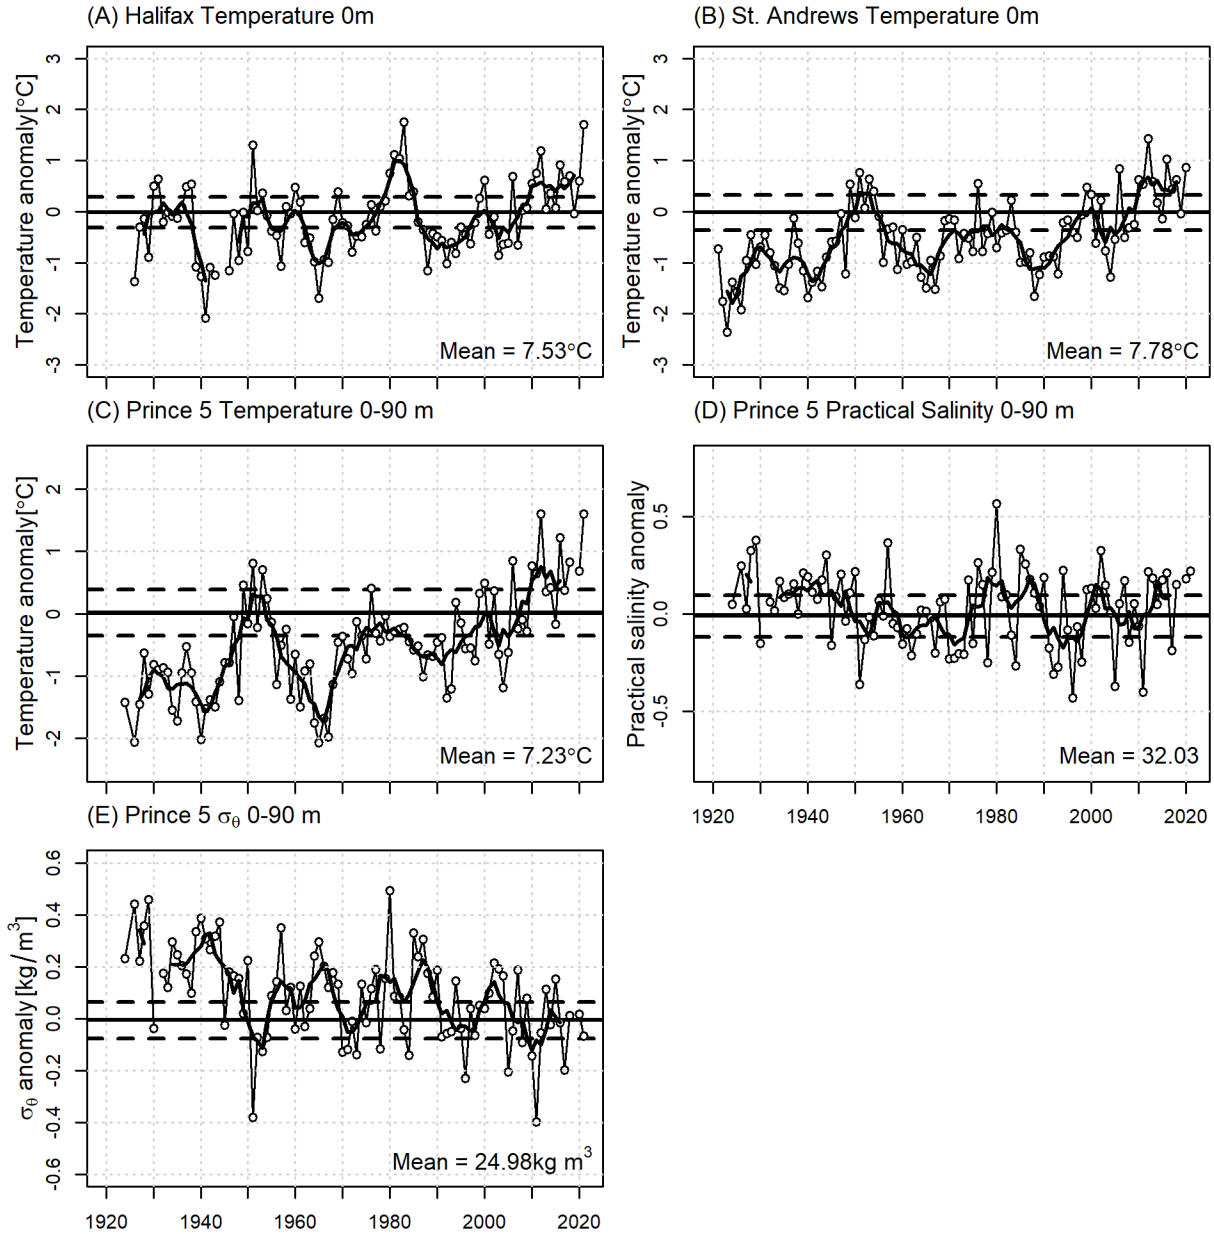 (A) Halifax Temperature 0m
Temperature anomaly[°C]
3
2
1
0
-1
-2
-3
Mean = 7.53°C
(B) St. Andrews Temperature 0m
Temperature anomaly[°C]
3
2
1
0
-1
-2
-3
Mean = 7.78°C
(C) Prince 5 Temperature 0-90 m
Temperature anomaly[°C]
2
1
0
-1
-2
Mean = 7.23°C
(D) Prince 5 Practical Salinity 0-90 m
Practical salinity anomaly
0.5
0.0
-0.5
Mean = 32.03
1920 1940 1960 1980 2000 2020
(E) Prince 5 σθ 0-90 m
σθ anomaly[kg/m³]
0.6
0.4
0.2
0.0
-0.2
-0.4
-0.6
Mean = 24.98kg m³
1920 1940 1960 1980 2000 2020